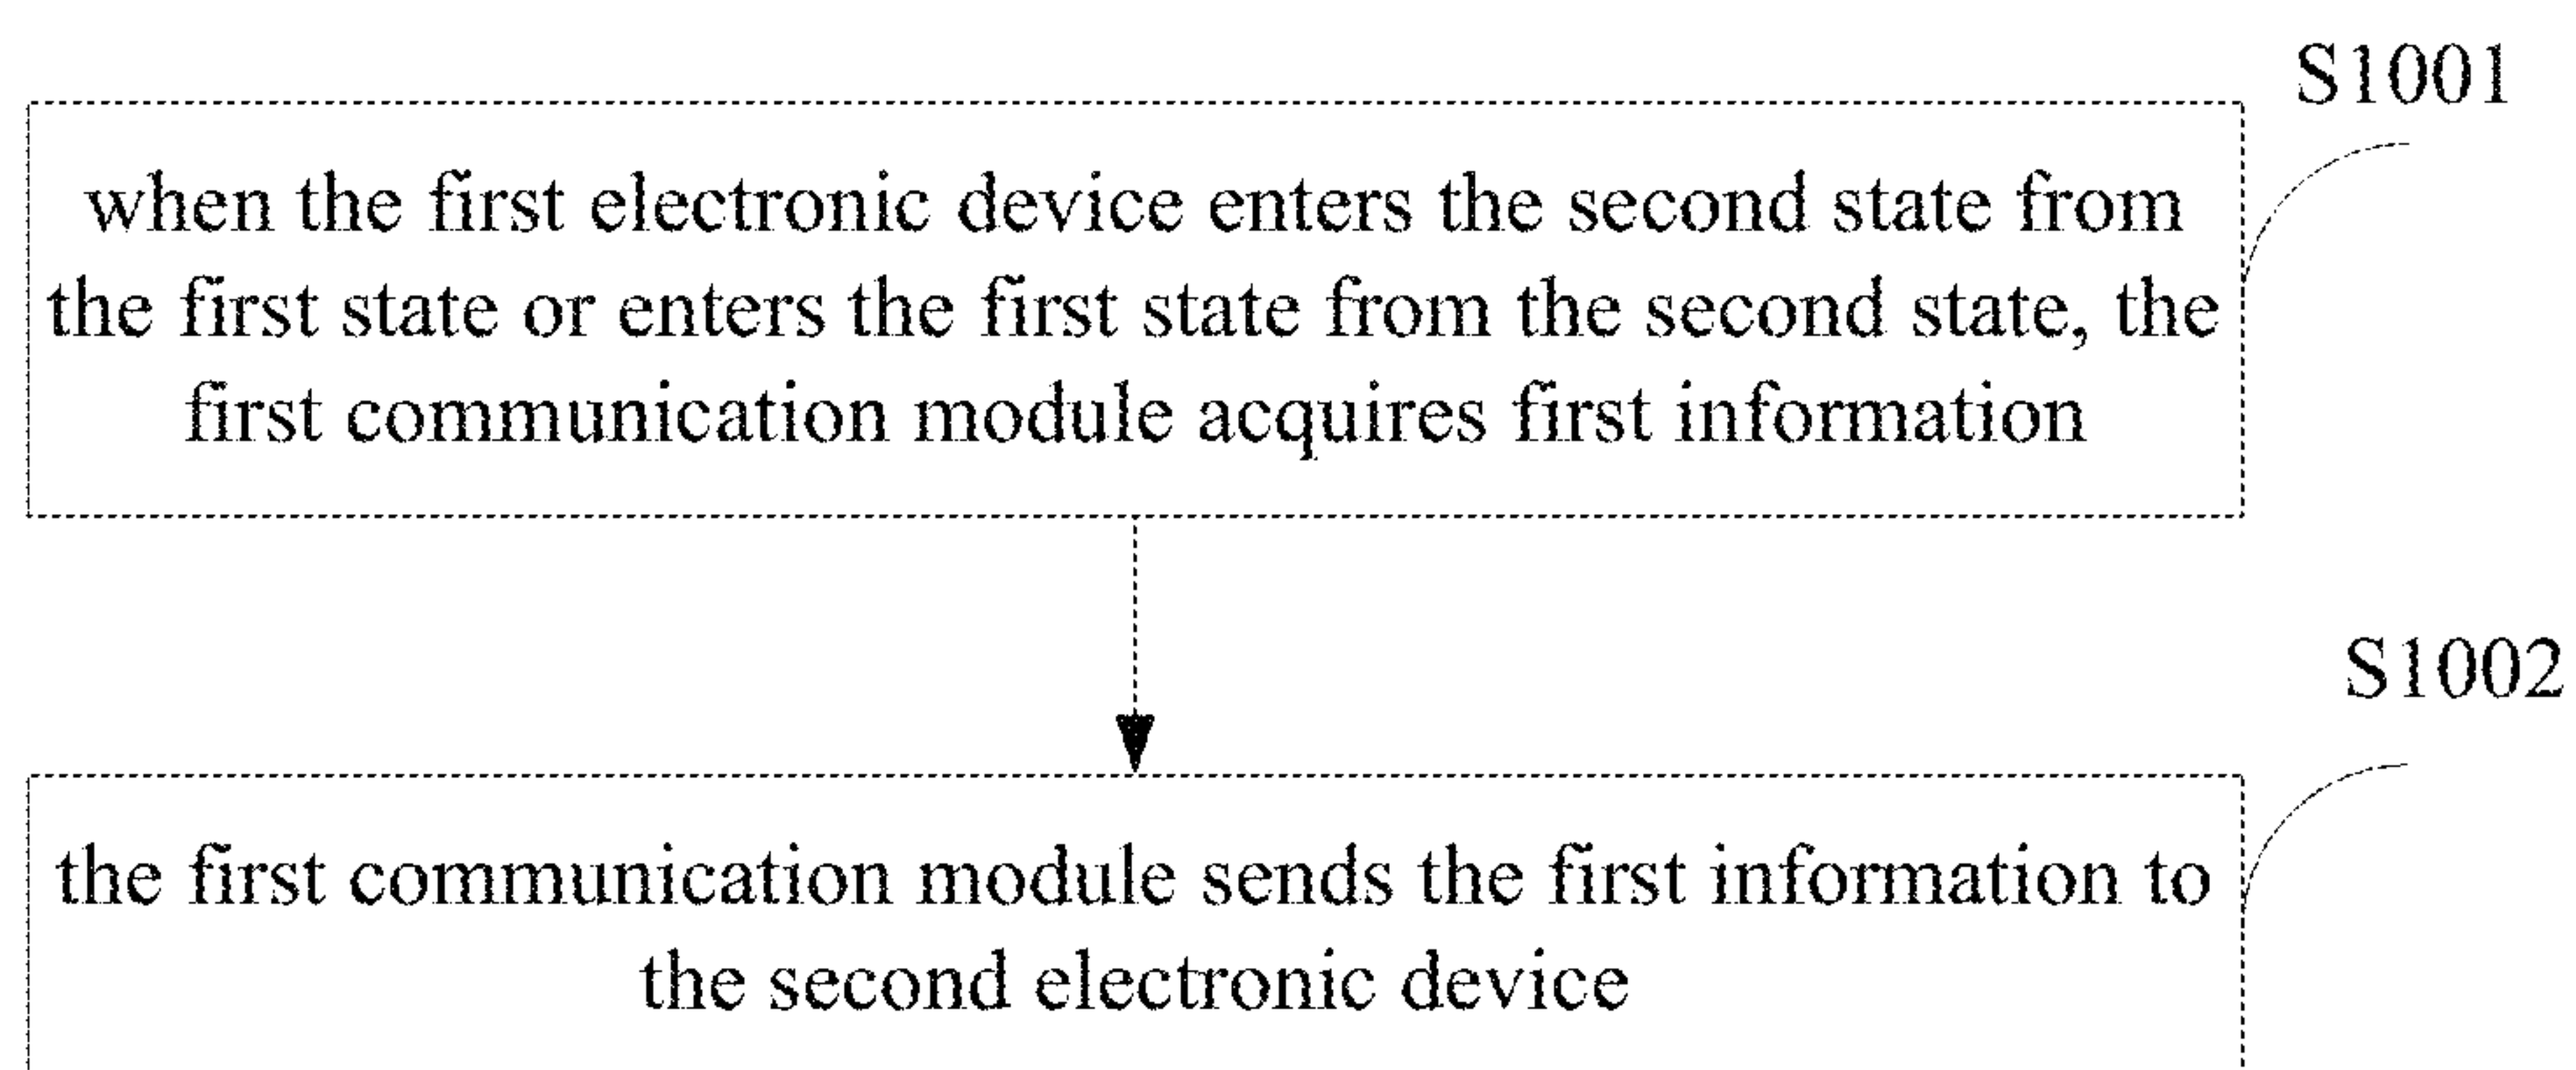 S1001
when the first electronic device enters the second state from
the first state or enters the first state from the second state, the
first communication module acquires first information
S1002
the first communication module sends the first information to
the second electronic device